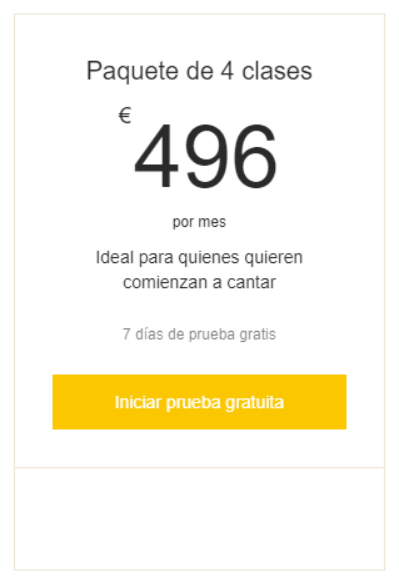 Paquete de 4 clases
€
496
por mes
Ideal para quienes quieren
comienzan a cantar
7 días de prueba gratis
Iniciar prueba gratuita